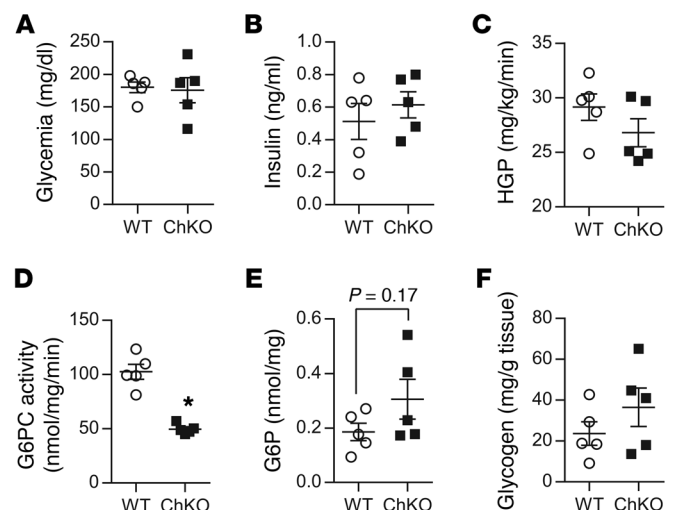 A
Glycemia (mg/dl)
250
200
150
100
50
0
WT ChKO
B
Insulin (ng/ml)
1.0
0.8
0.6
0.4
0.2
0.0
WT ChKO
C
HGP (mg/kg/min)
35
30
25
20
WT ChKO
D
G6PC activity
(nmol/mg/min)
150
100
50
0
*
WT ChKO
E
G6P (nmol/mg)
P = 0.17
0.6
0.4
0.2
0.0
WT ChKO
F
Glycogen (mg/g tissue)
80
60
40
20
0
WT ChKO